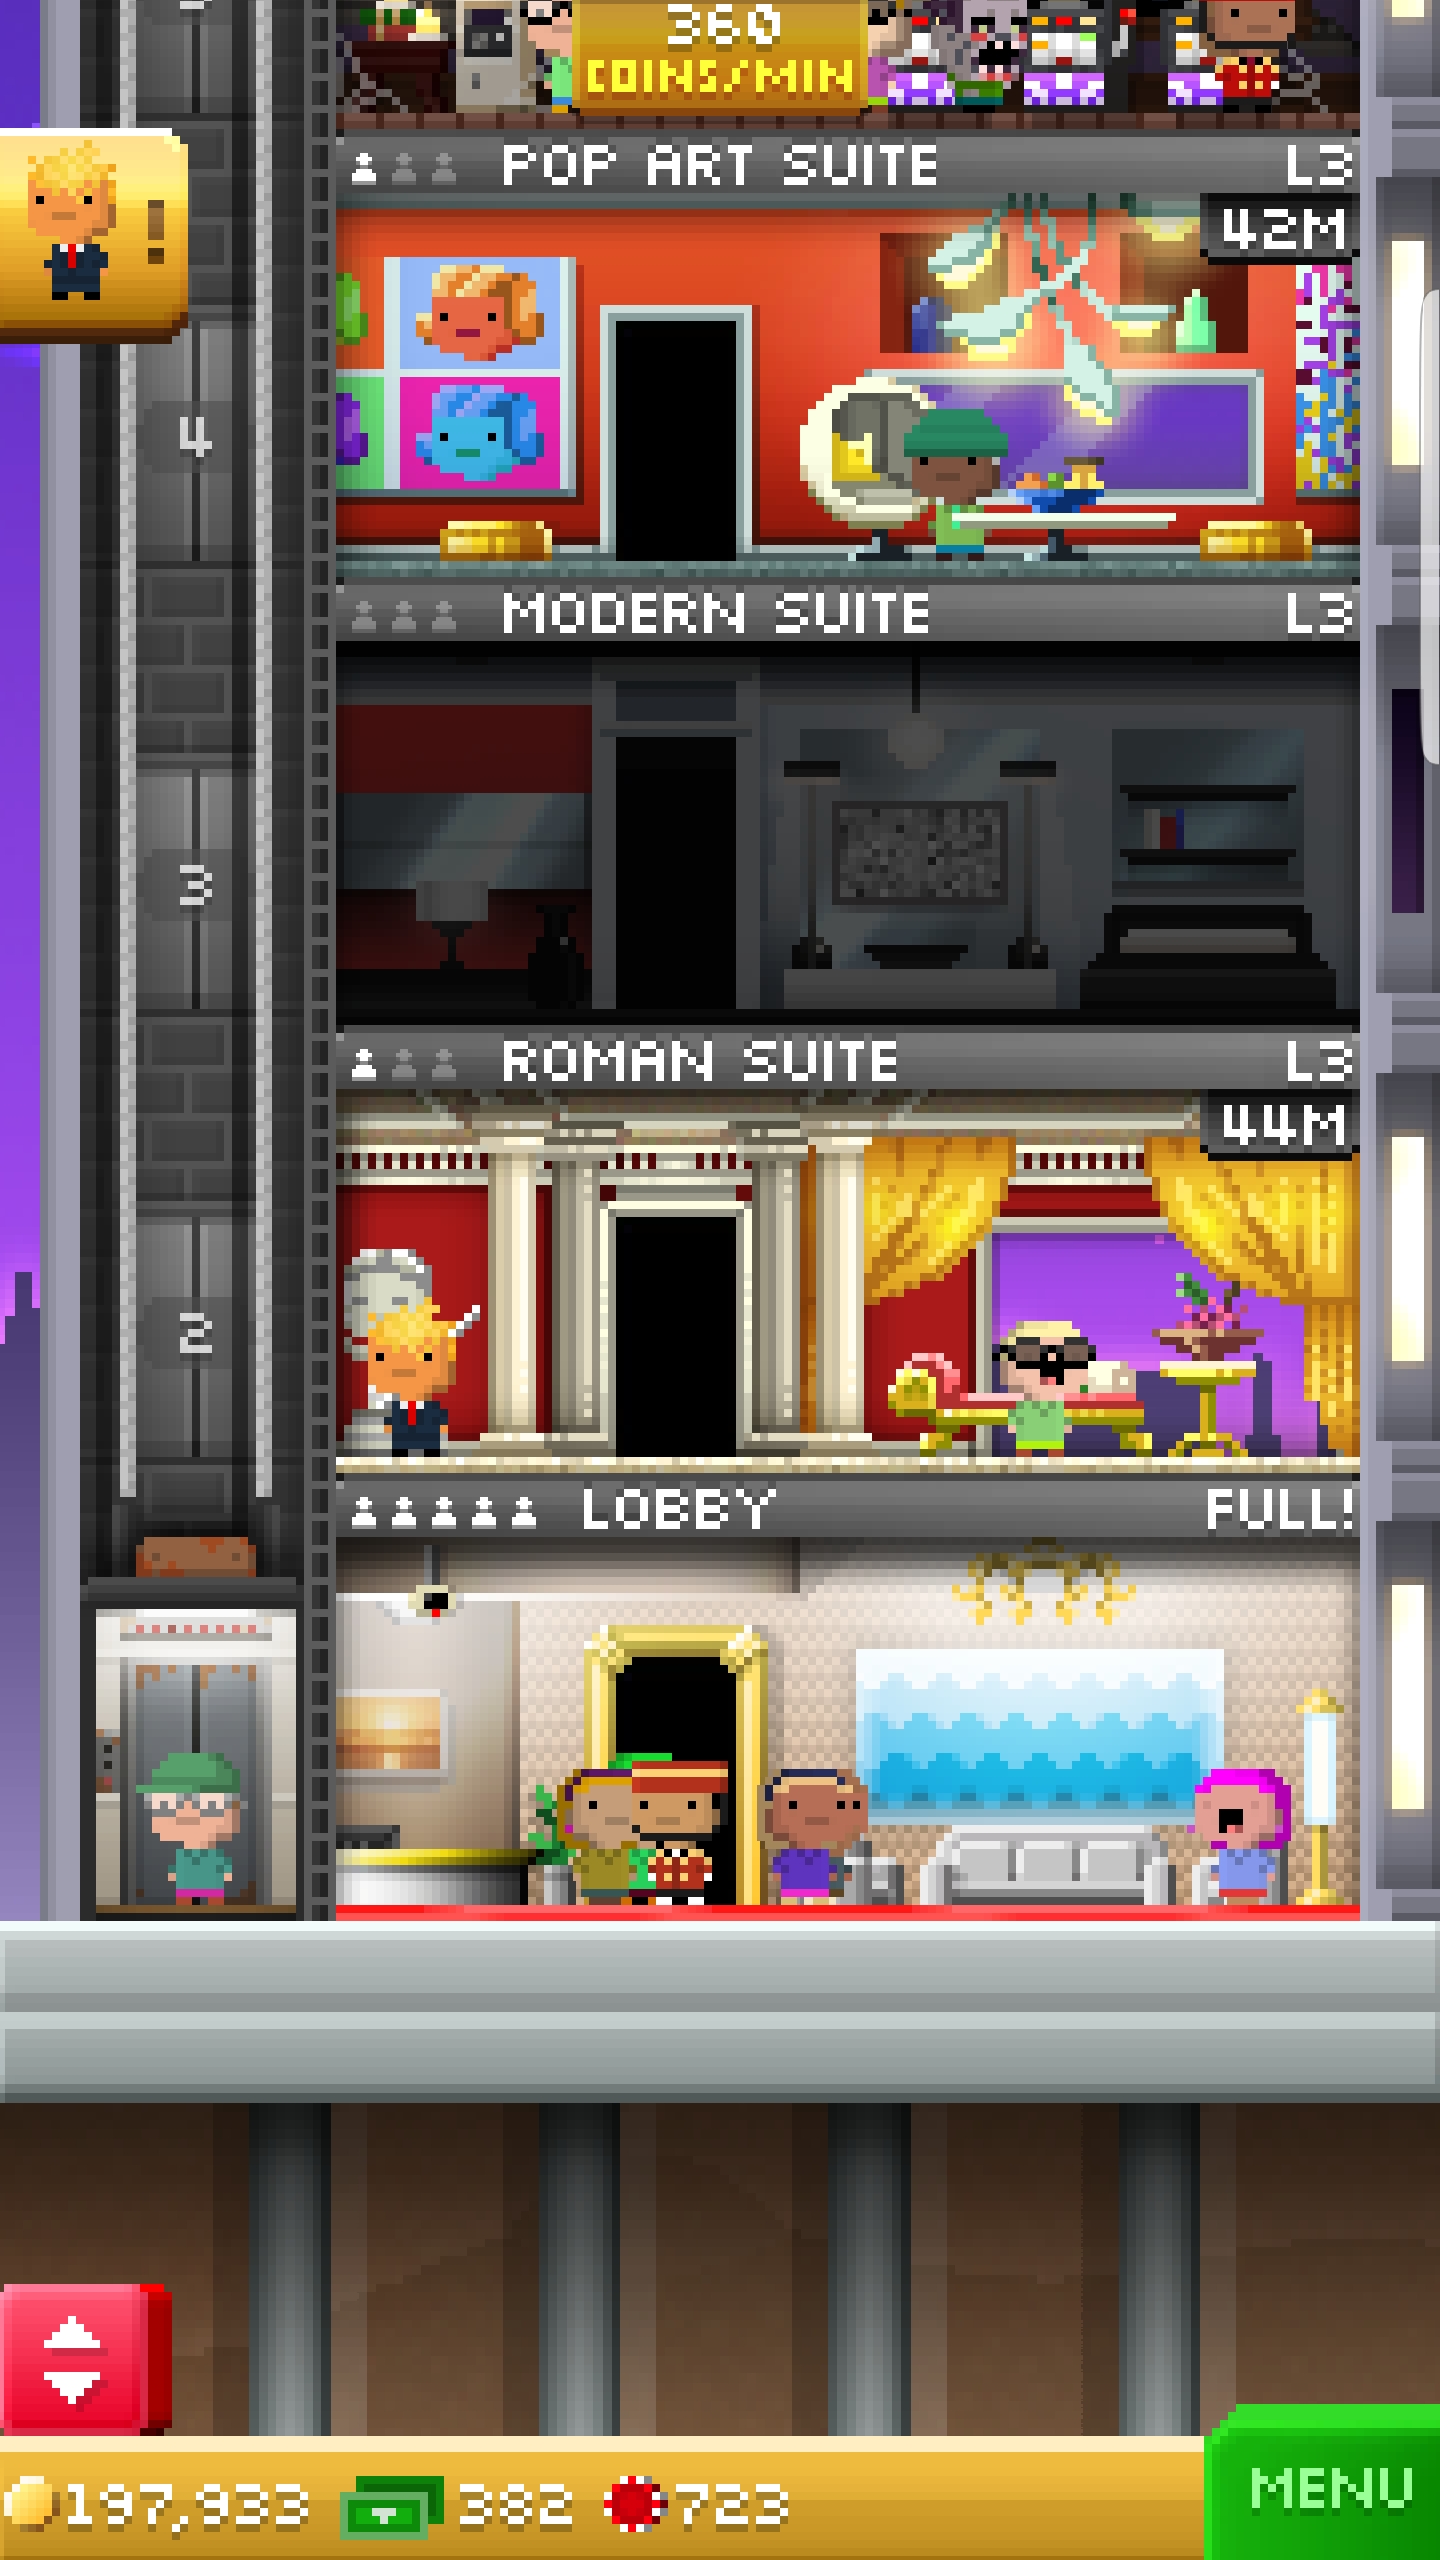 360
COINS/MIN
POP ART SUITE L3
42M
!
4
MODERN SUITE L3
3
ROMAN SUITE L3
44M
2
LOBBY FULL!
197,933 382 723
MENU